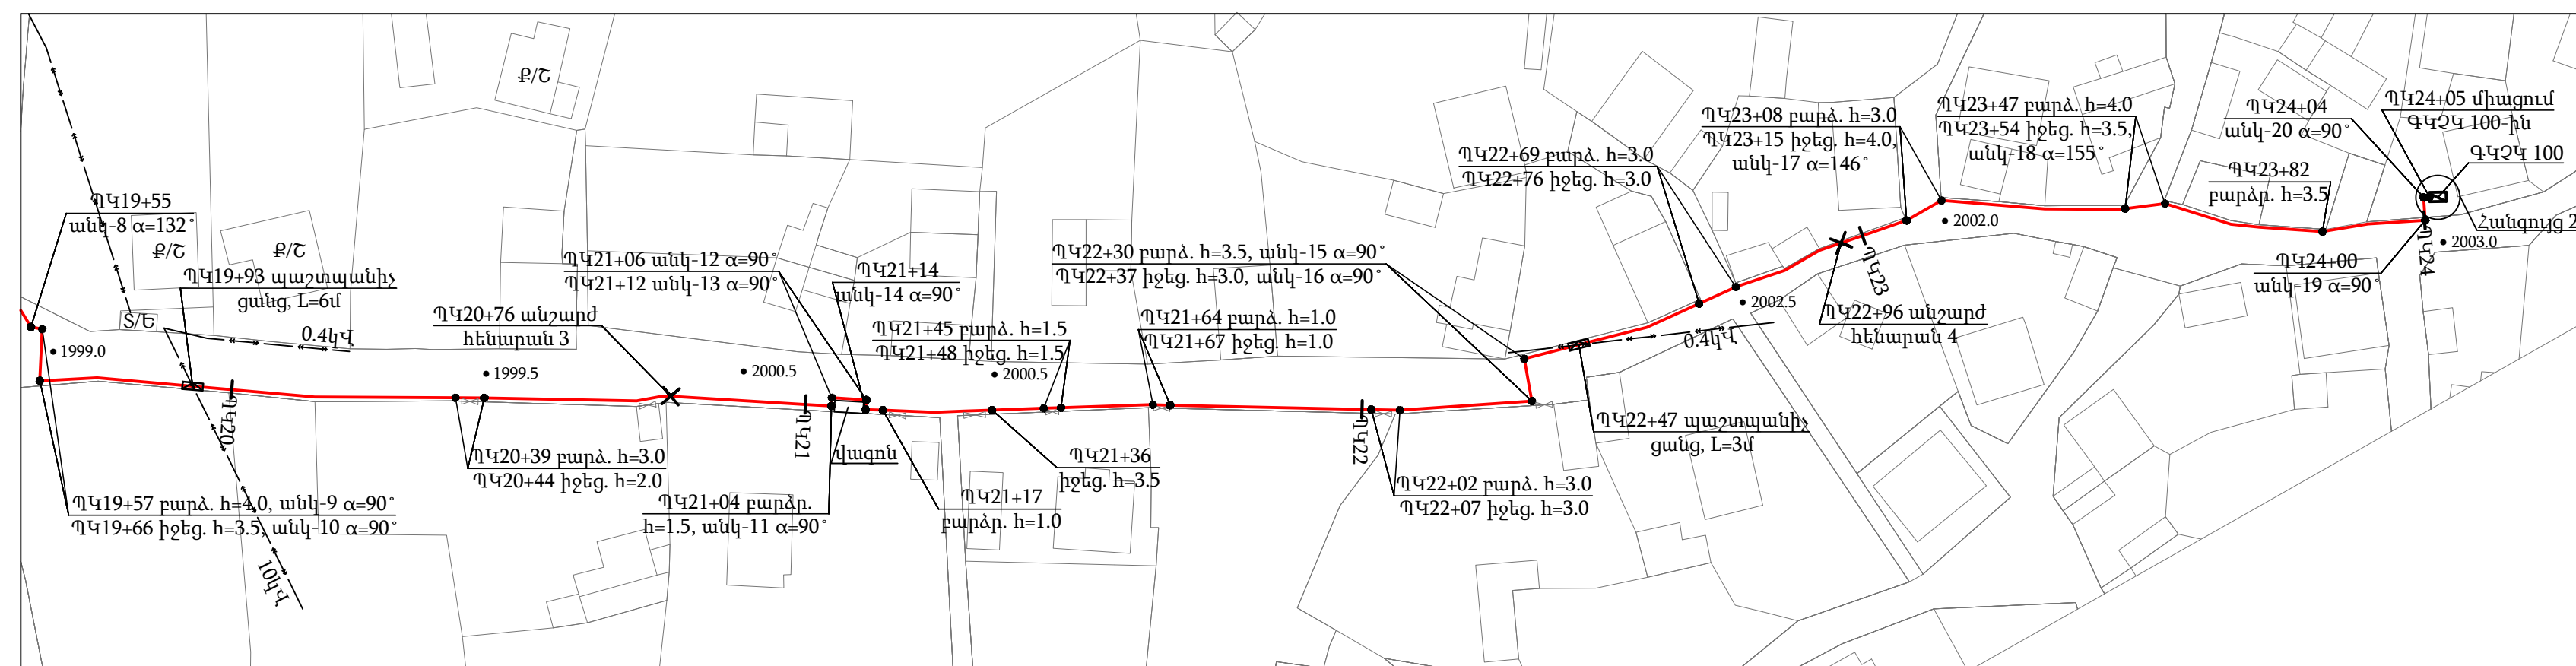 Ք/Շ
ՊԿ19+55
անկ-8 α=132°
Ք/Շ
Ք/Շ
ՊԿ19+93 պաշտպանիչ
ցանց, L=6մ
Տ/Ե
0.4կՎ
1999.0
ՊԿ20
ՊԿ19+57 բարձ. h=4.0, անկ-9 α=90°
ՊԿ19+66 իջեց. h=3.5, անկ-10 α=90°
10կՎ
ՊԿ20+76 անշարժ
հենարան 3
1999.5
ՊԿ20+39 բարձ. h=3.0
ՊԿ20+44 իջեց. h=2.0
ՊԿ21+06 անկ-12 α=90°
ՊԿ21+12 անկ-13 α=90°
2000.5
ՊԿ21
ՊԿ21+04 բարձր.
h=1.5, անկ-11 α=90°
վագոն
ՊԿ21+14
անկ-14 α=90°
ՊԿ21+45 բարձ. h=1.5
ՊԿ21+48 իջեց. h=1.5
2000.5
ՊԿ21+17
բարձր. h=1.0
ՊԿ21+36
իջեց. h=3.5
ՊԿ22+30 բարձ. h=3.5, անկ-15 α=90°
ՊԿ22+37 իջեց. h=3.0, անկ-16 α=90°
ՊԿ21+64 բարձ. h=1.0
ՊԿ21+67 իջեց. h=1.0
ՊԿ22
ՊԿ22+02 բարձ. h=3.0
ՊԿ22+07 իջեց. h=3.0
ՊԿ22+69 բարձ. h=3.0
ՊԿ22+76 իջեց. h=3.0
0.4կՎ
ՊԿ22+47 պաշտպանիչ
ցանց, L=3մ
2002.5
ՊԿ23+08 բարձ. h=3.0
ՊԿ23+15 իջեց. h=4.0,
անկ-17 α=146°
ՊԿ23
ՊԿ22+96 անշարժ
հենարան 4
2002.0
ՊԿ23+47 բարձ. h=4.0
ՊԿ23+54 իջեց. h=3.5,
անկ-18 α=155°
ՊԿ24+04
անկ-20 α=90°
ՊԿ23+82
բարձր. h=3.5
ՊԿ24+05 միացում
ԳԿԶԿ 100-ին
ԳԿԶԿ 100
Հանգույց 2
ՊԿ24
2003.0
ՊԿ24+00
անկ-19 α=90°